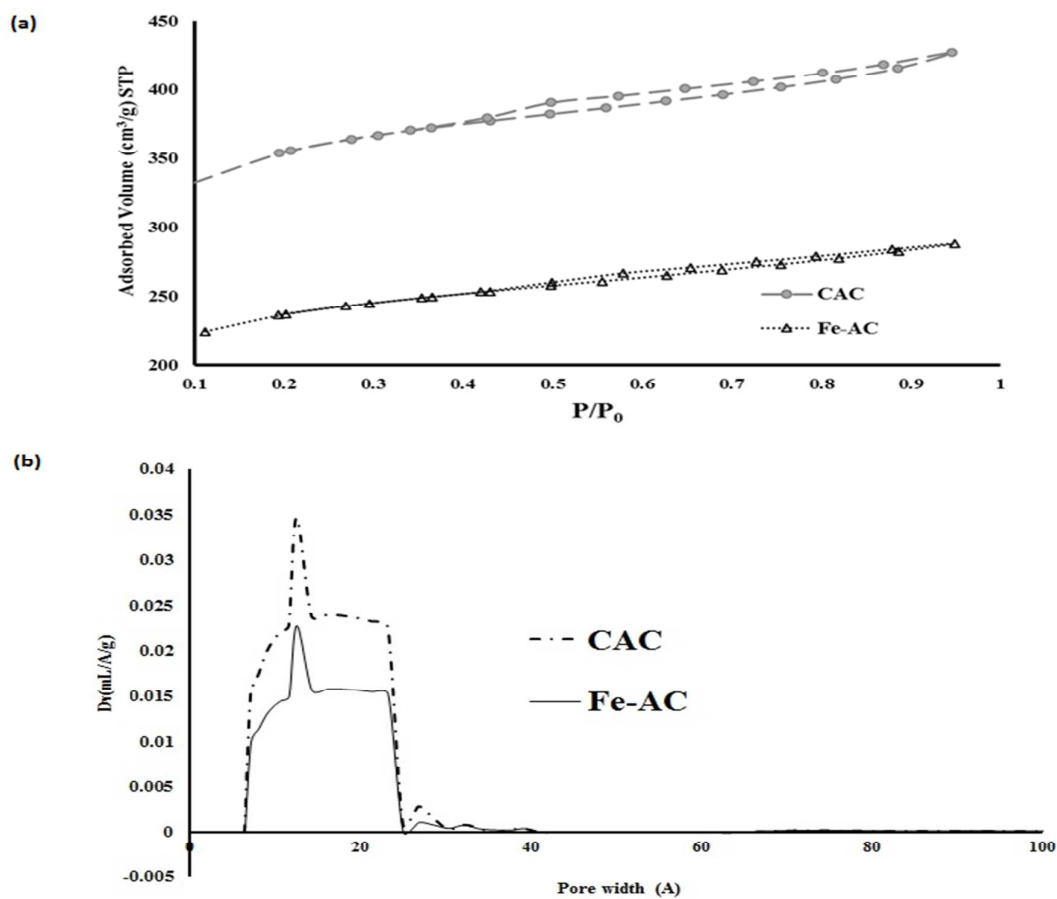 (a)
450
400
350
300
250
200
Adsorbed Volume (cm³/g) STP
CAC
Fe-AC
0.1 0.2 0.3 0.4 0.5 0.6 0.7 0.8 0.9 1
P/P₀
(b)
0.04
0.035
0.03
0.025
0.02
0.015
0.01
0.005
0
-0.005
Dv(mL/A/g)
CAC
Fe-AC
0 20 40 60 80 100
Pore width (A)